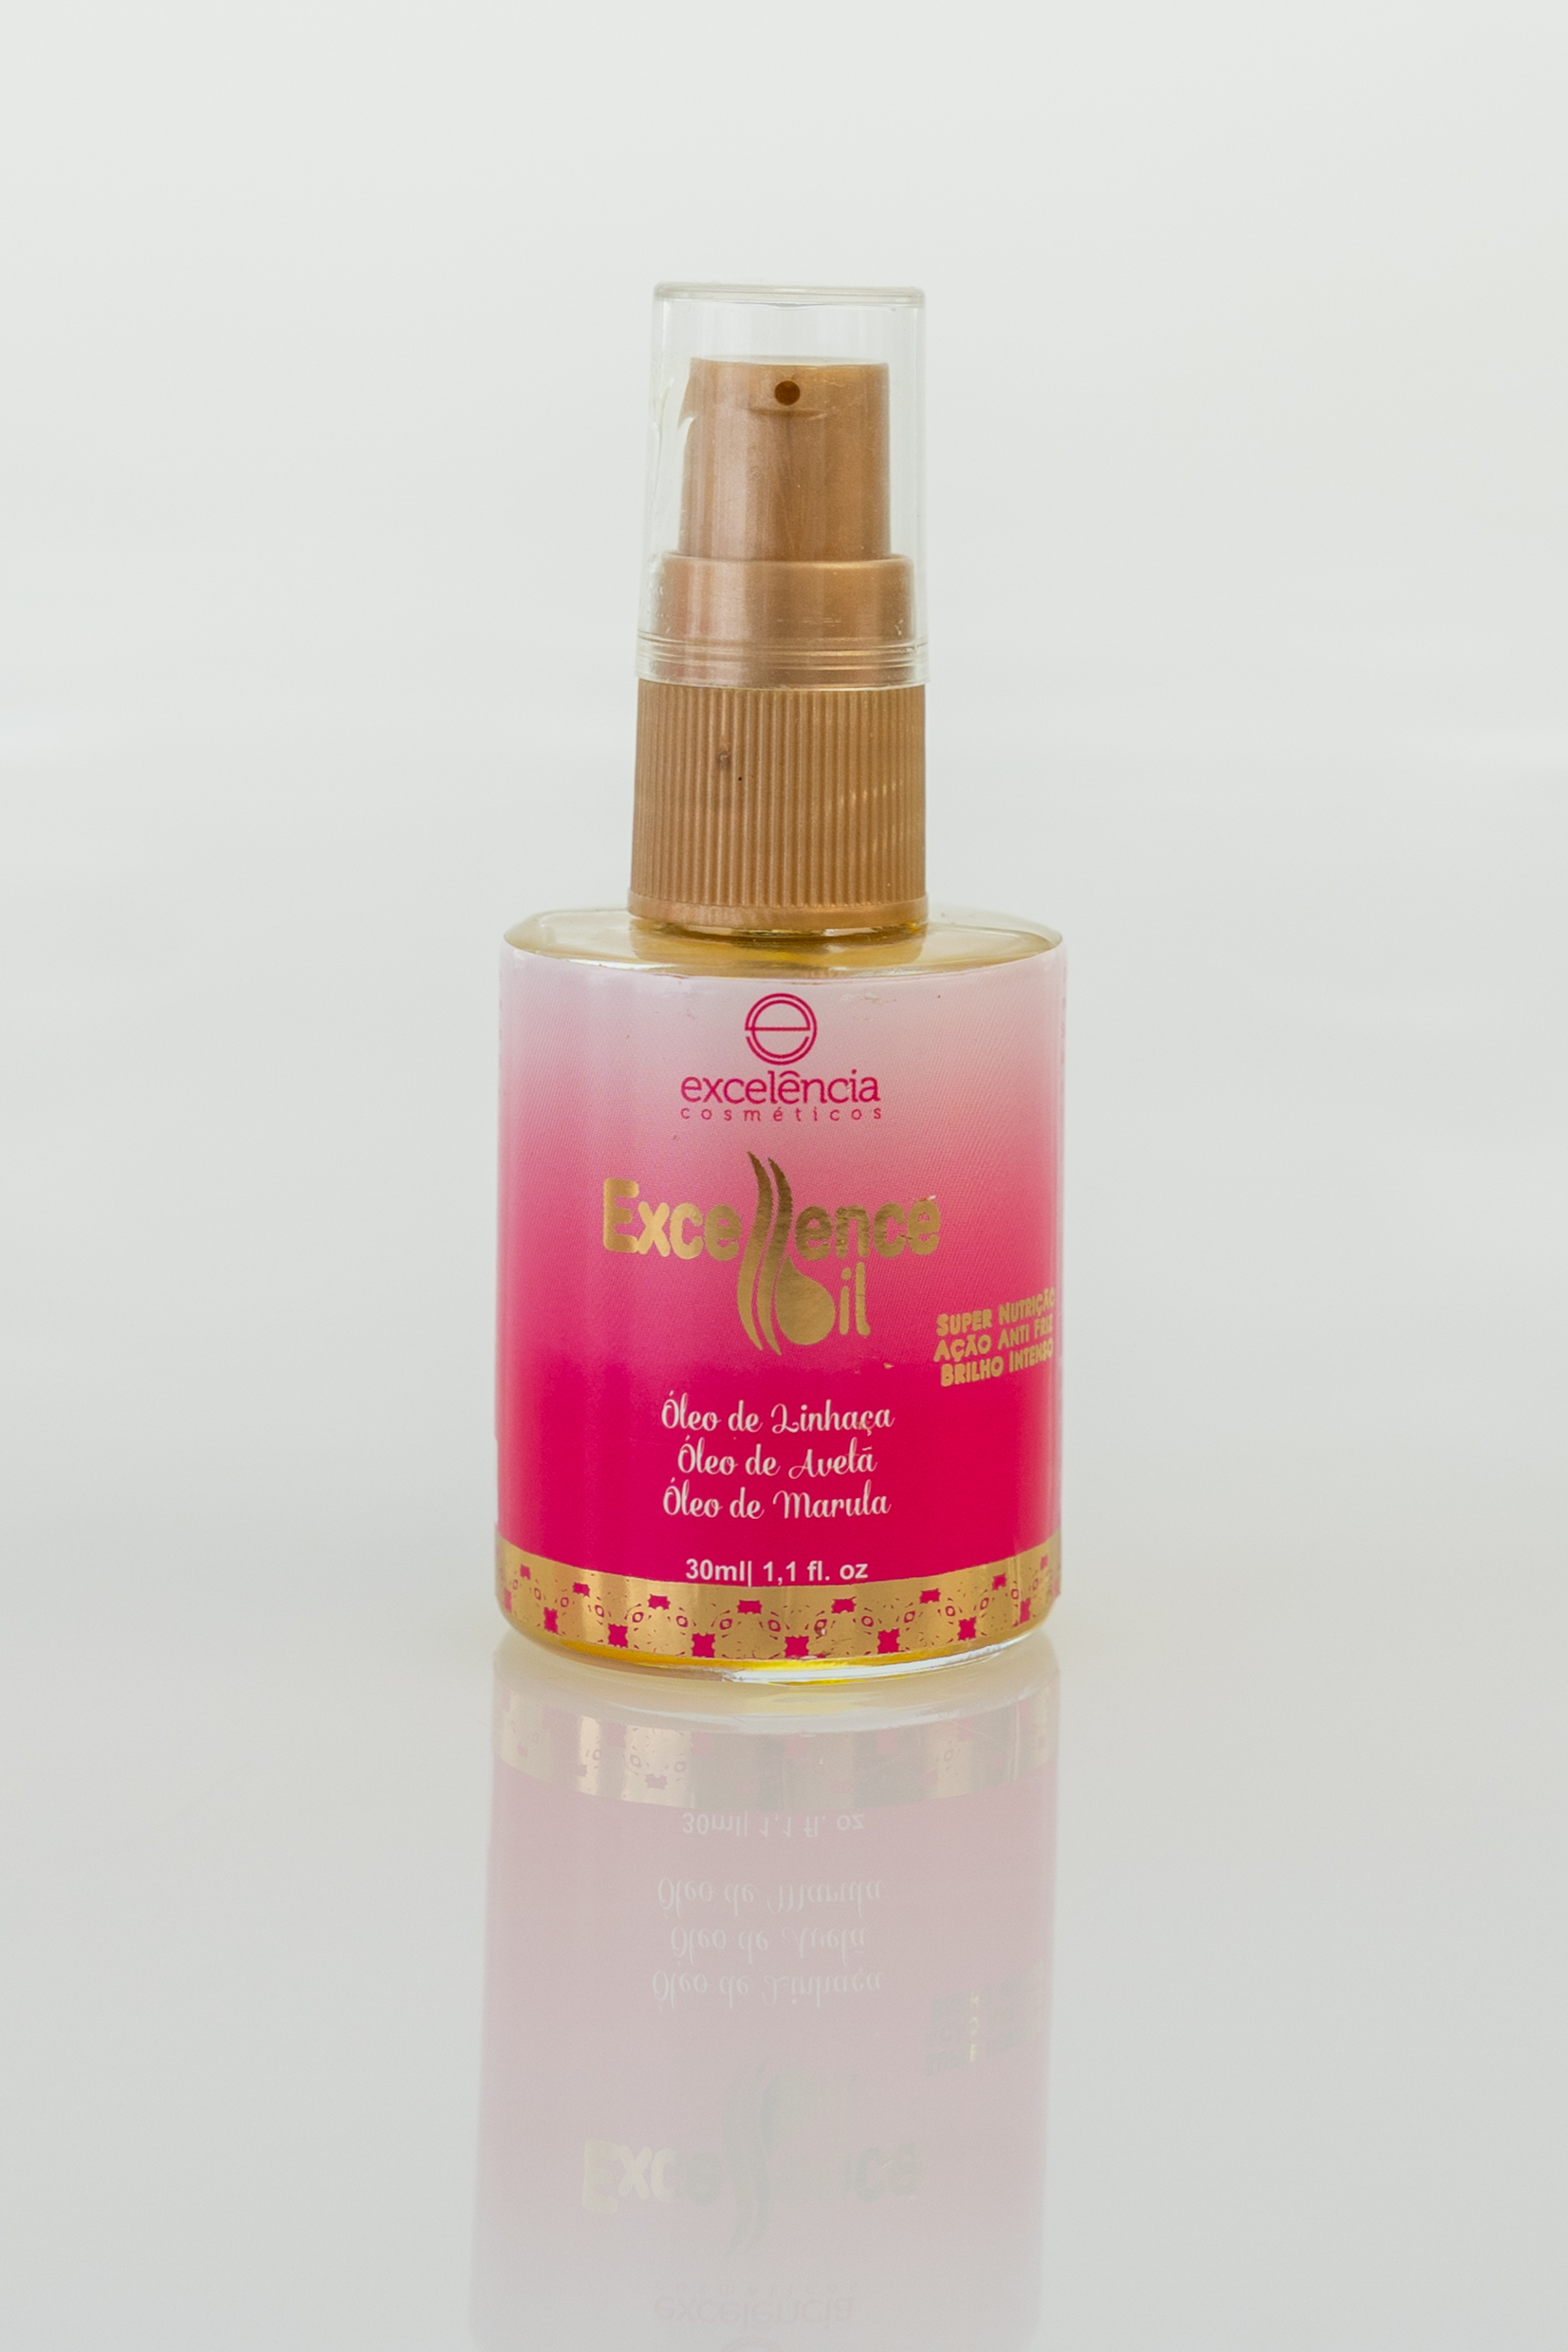 excelência
cosméticos
Excellence
Oil
SUPER NUTRIÇÃO
AÇÃO ANTI FRIZ
BRILHO INTENSO
Óleo de Linhaça
Óleo de Avelã
Óleo de Marula
30ml| 1,1 fl. oz